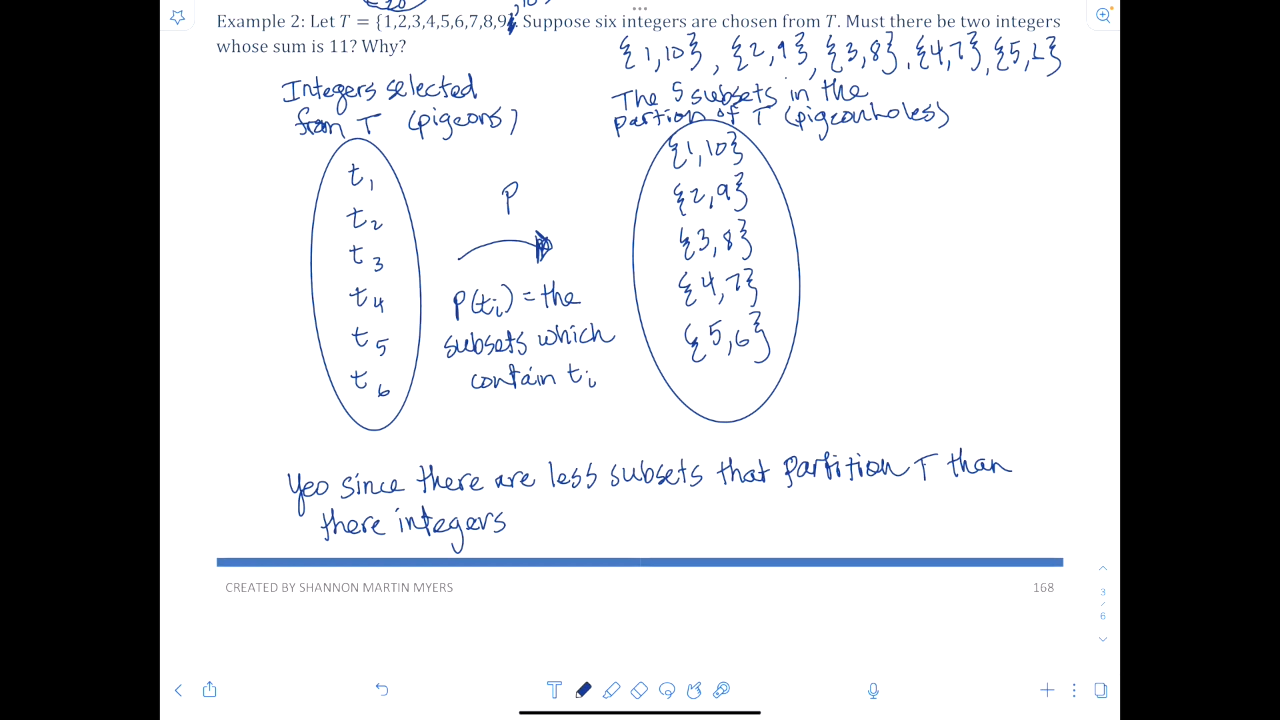 Example 2: Let T = {1,2,3,4,5,6,7,8,9, Suppose six integers are chosen from T. Must there be two integers
whose sum is 11? Why?
{1,10}, {2,9}, {3,8}, {4,7}, {5,
Integers selected
from T (pigeons)
The 5 subsets in the
partion of T (pigeonholes)
t1
t2
t3
t4
t5
t6
P
P(ti) = the
subsets which
contain ti
{1,10}
{2,9}
{3,8}
{4,7}
{5,6}
Yes since there are less subsets that partition T than
there integers
CREATED BY SHANNON MARTIN MYERS
168
3
/
6
T